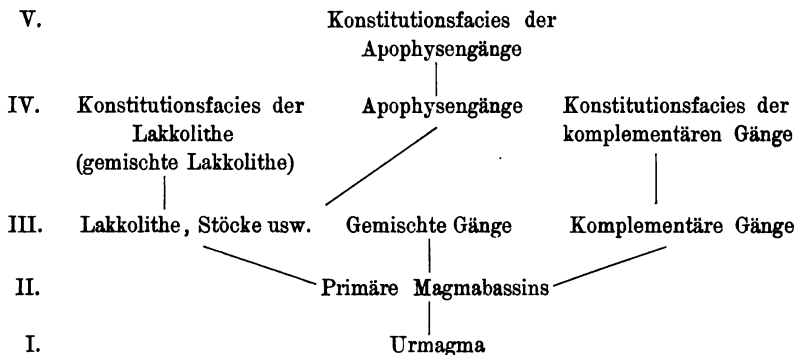 V. Konstitutionsfacies der
Apophysengänge
IV. Konstitutionsfacies der Apophysengänge Konstitutionsfacies der
Lakkolithe komplementären Gänge
(gemischte Lakkolithe)
III. Lakkolithe, Stöcke usw. Gemischte Gänge Komplementäre Gänge
II. Primäre Magmabassins
I. Urmagma